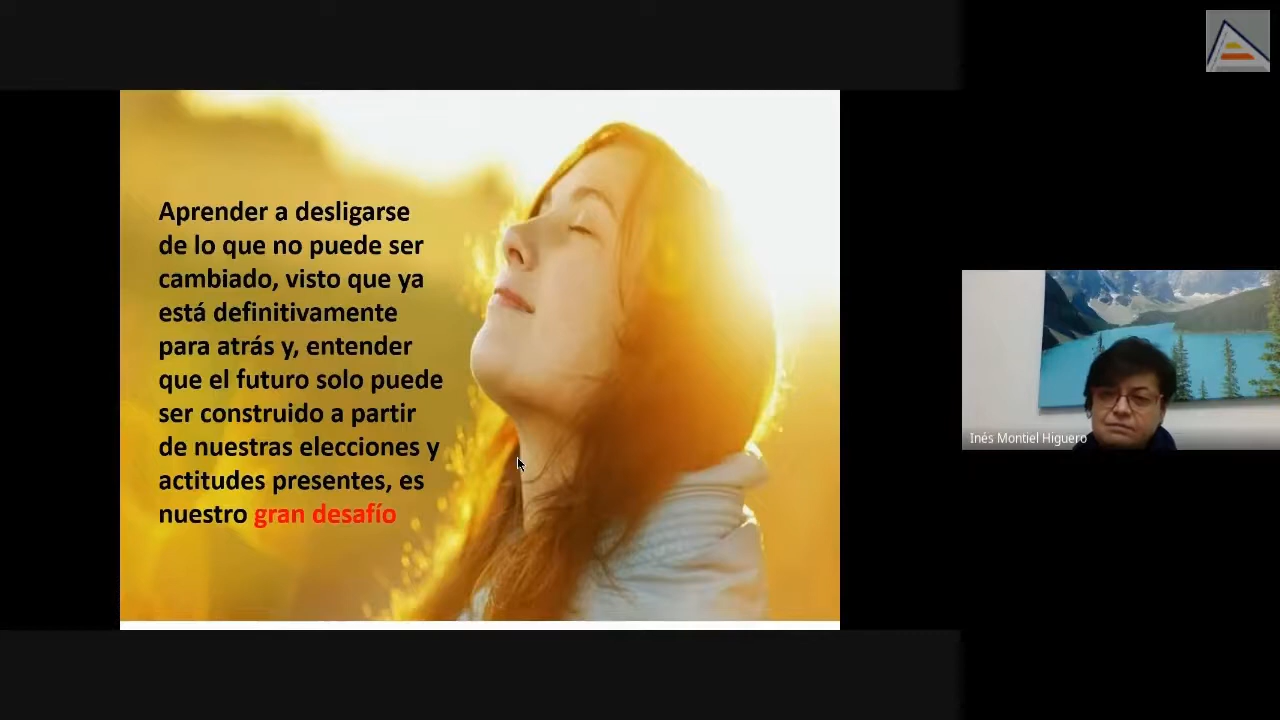 Aprender a desligarse
de lo que no puede ser
cambiado, visto que ya
está definitivamente
para atrás y, entender
que el futuro solo puede
ser construido a partir
de nuestras elecciones y
actitudes presentes, es
nuestro gran desafío
Inés Montiel Higuero